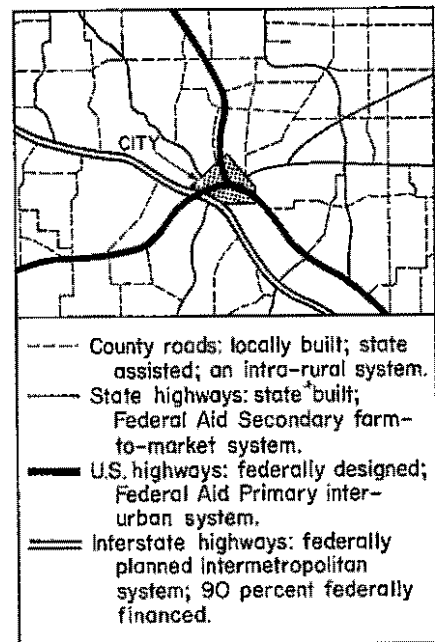 CITY
County roads: locally built; state
assisted; an intra-rural system.
State highways: state built;
Federal Aid Secondary farm-
to-market system.
U.S. highways: federally designed;
Federal Aid Primary inter-
urban system.
Interstate highways: federally
planned intermetropolitan
system; 90 percent federally
financed.